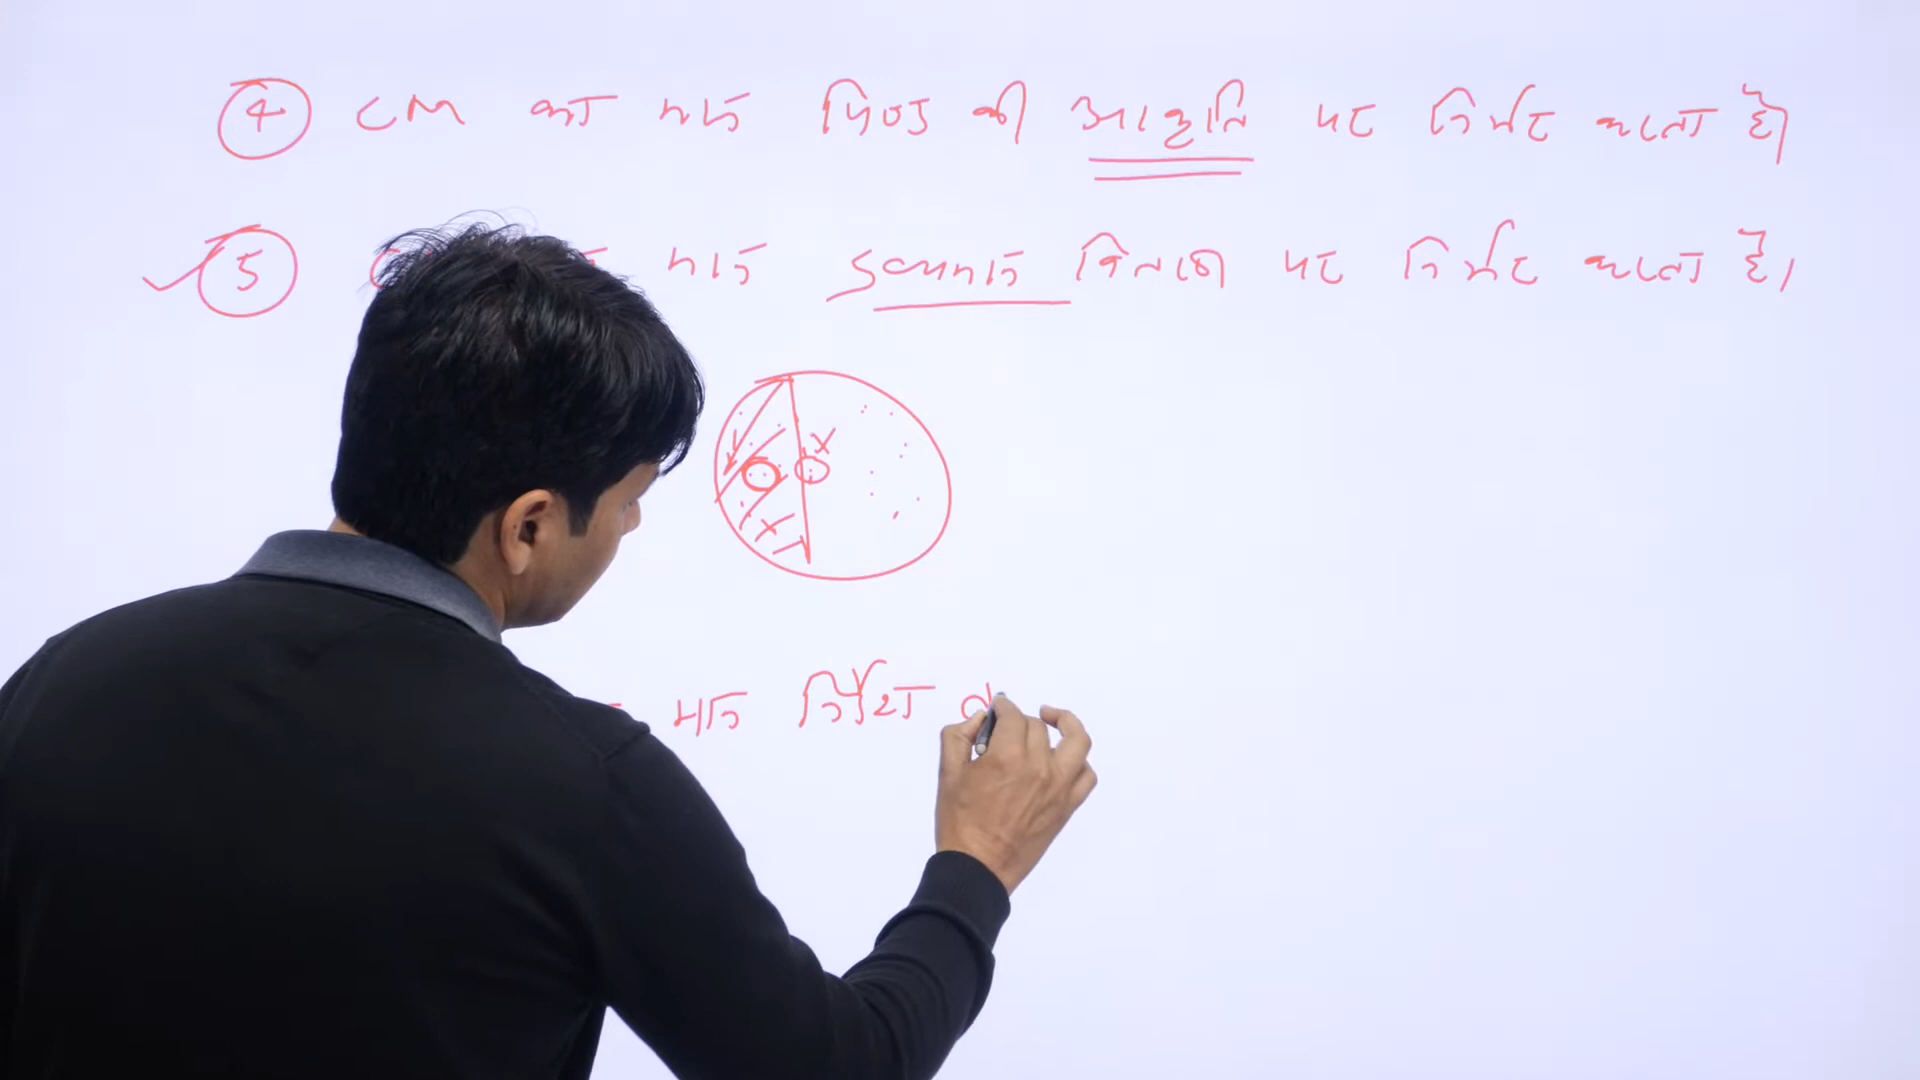 ④ CM का मान पिण्ड की आकृति पर निर्भर करता है।
⑤ मान द्रव्यमान वितरण पर निर्भर करता है।
X
मान निर्देश